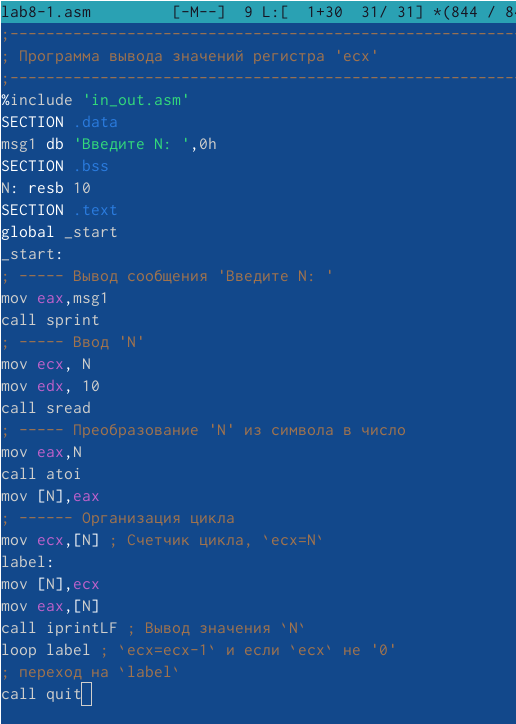 lab8-1.asm [-M--] 9 L:[ 1+30 31/ 31] *(844 / 8
;--------------------------------------------------------
; Программа вывода значений регистра 'ecx'
;--------------------------------------------------------
%include 'in_out.asm'
SECTION .data
msg1 db 'Введите N: ',0h
SECTION .bss
N: resb 10
SECTION .text
global _start
_start:
; ----- Вывод сообщения 'Введите N: '
mov eax,msg1
call sprint
; ----- Ввод 'N'
mov ecx, N
mov edx, 10
call sread
; ----- Преобразование 'N' из символа в число
mov eax,N
call atoi
mov [N],eax
; ------ Организация цикла
mov ecx,[N] ; Счетчик цикла, `ecx=N`
label:
mov [N],ecx
mov eax,[N]
call iprintLF ; Вывод значения `N`
loop label ; `ecx=ecx-1` и если `ecx` не '0'
; переход на `label`
call quit